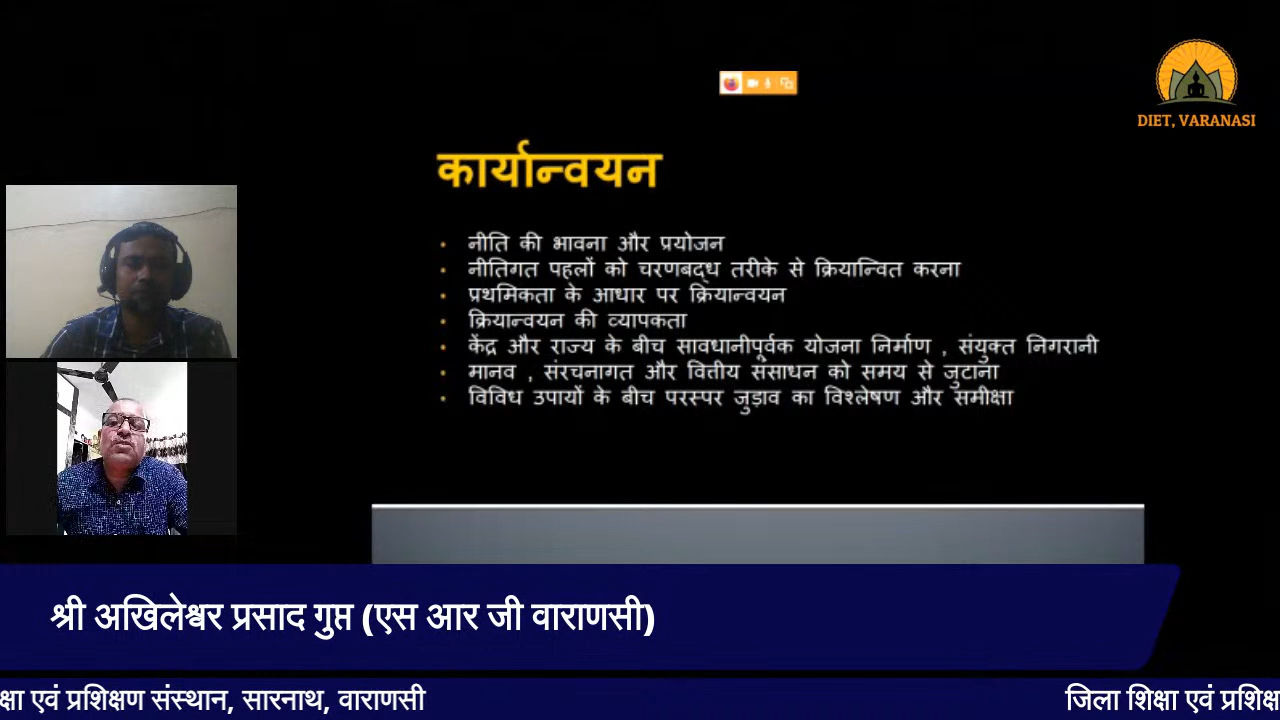 DIET, VARANASI
कार्यान्वयन
• नीति की भावना और प्रयोजन
• नीतिगत पहलों को चरणबद्ध तरीके से क्रियान्वित करना
• प्रथमिकता के आधार पर क्रियान्वयन
• क्रियान्वयन की व्यापकता
• केंद्र और राज्य के बीच सावधानीपूर्वक योजना निर्माण , संयुक्त निगरानी
• मानव , संरचनागत और वित्तीय संसाधन को समय से जुटाना
• विविध उपायों के बीच परस्पर जुड़ाव का विश्लेषण और समीक्षा
श्री अखिलेश्वर प्रसाद गुप्त (एस आर जी वाराणसी)
क्षा एवं प्रशिक्षण संस्थान, सारनाथ, वाराणसी जिला शिक्षा एवं प्रशिक्ष